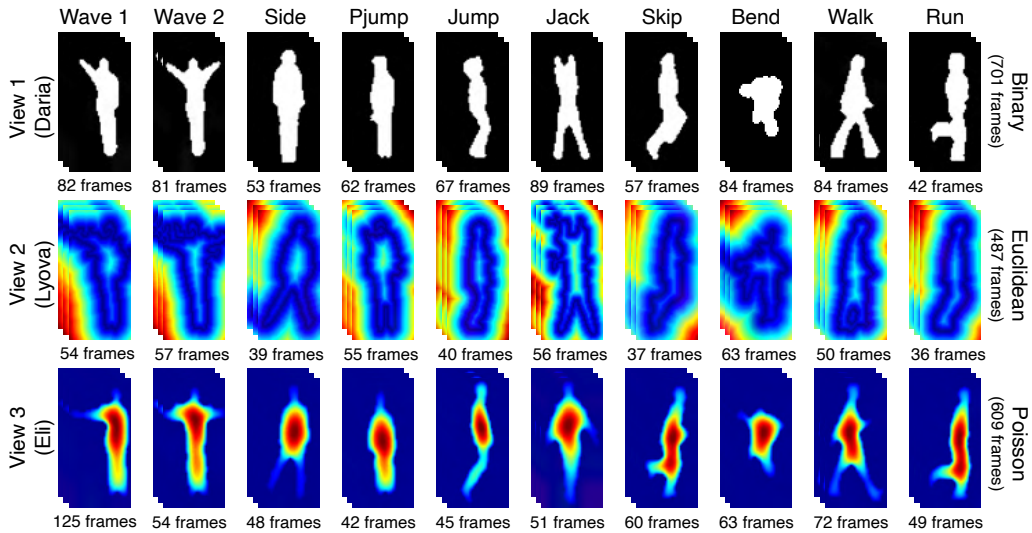 Wave 1 Wave 2 Side Pjump Jump Jack Skip Bend Walk Run
View 1
(Daria)
Binary
(701 frames)
82 frames 81 frames 53 frames 62 frames 67 frames 89 frames 57 frames 84 frames 84 frames 42 frames
View 2
(Lyova)
Euclidean
(487 frames)
54 frames 57 frames 39 frames 55 frames 40 frames 56 frames 37 frames 63 frames 50 frames 36 frames
View 3
(Eli)
Poisson
(609 frames)
125 frames 54 frames 48 frames 42 frames 45 frames 51 frames 60 frames 63 frames 72 frames 49 frames